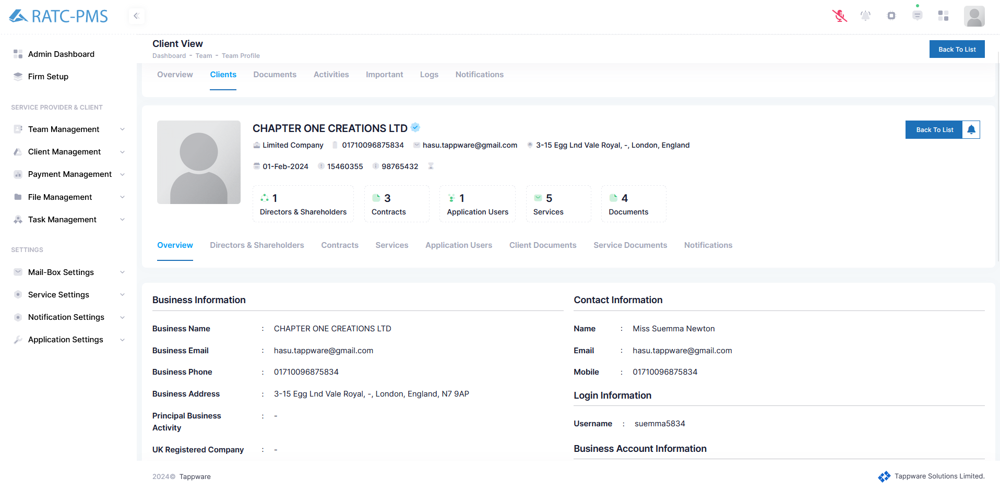 RATC-PMS
Client View
Dashboard - Team - Team Profile
Back To List
Admin Dashboard
Firm Setup
SERVICE PROVIDER & CLIENT
Team Management
Client Management
Payment Management
File Management
Task Management
SETTINGS
Mail-Box Settings
Service Settings
Notification Settings
Application Settings
Overview Clients Documents Activities Important Logs Notifications
CHAPTER ONE CREATIONS LTD
Back To List
Limited Company 01710096875834 hasu.tappware@gmail.com 3-15 Egg Lnd Vale Royal, -, London, England
01-Feb-2024 15460355 98765432
1 3 1 5 4
Directors & Shareholders Contracts Application Users Services Documents
Overview Directors & Shareholders Contracts Services Application Users Client Documents Service Documents Notifications
Business Information
Business Name : CHAPTER ONE CREATIONS LTD
Business Email : hasu.tappware@gmail.com
Business Phone : 01710096875834
Business Address : 3-15 Egg Lnd Vale Royal, -, London, England, N7 9AP
Principal Business : -
Activity
UK Registered Company : -
Contact Information
Name : Miss Suemma Newton
Email : hasu.tappware@gmail.com
Mobile : 01710096875834
Login Information
Username : suemma5834
Business Account Information
2024© Tappware
Tappware Solutions Limited.